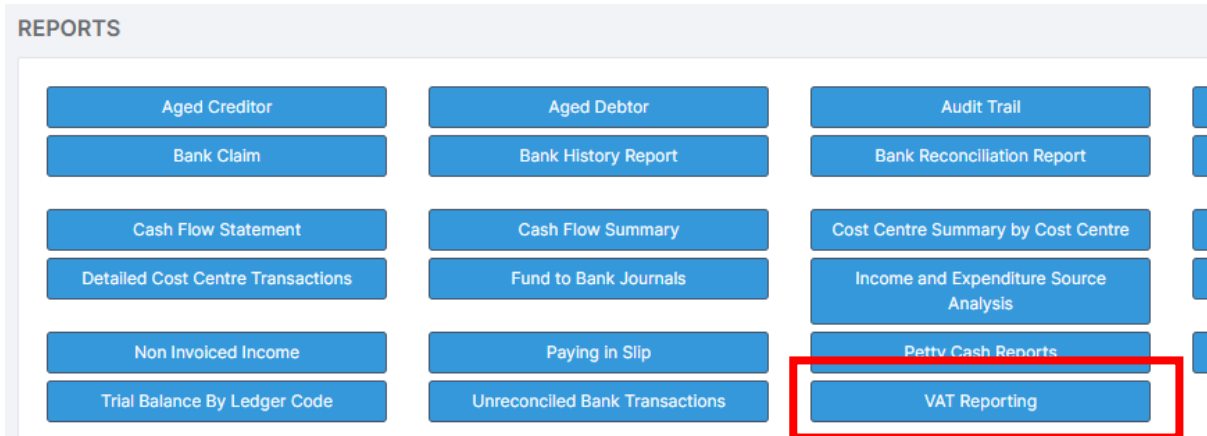 REPORTS
Aged Creditor
Aged Debtor
Audit Trail
Bank Claim
Bank History Report
Bank Reconciliation Report
Cash Flow Statement
Cash Flow Summary
Cost Centre Summary by Cost Centre
Detailed Cost Centre Transactions
Fund to Bank Journals
Income and Expenditure Source
Analysis
Non Invoiced Income
Paying in Slip
Petty Cash Reports
Trial Balance By Ledger Code
Unreconciled Bank Transactions
VAT Reporting